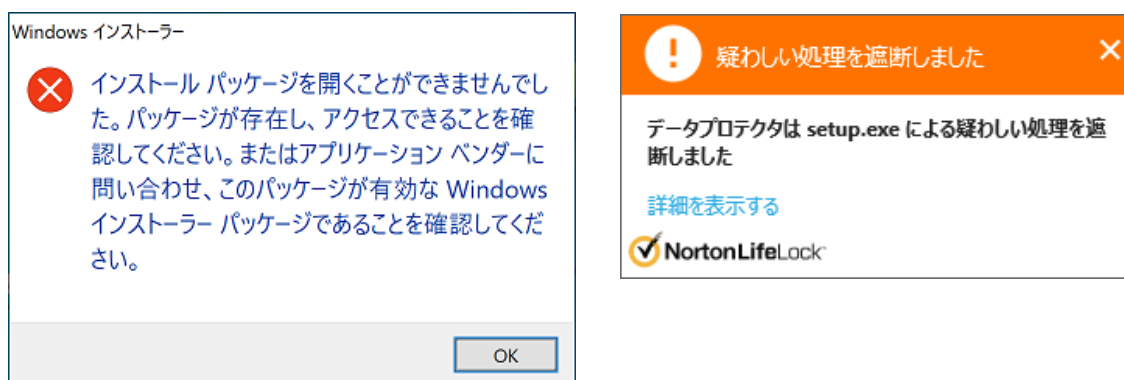 Windows インストーラー
インストール パッケージを開くことができませんでし
た。パッケージが存在し、アクセスできることを確
認してください。またはアプリケーション ベンダーに
問い合わせ、このパッケージが有効な Windows
インストーラー パッケージであることを確認してくだ
さい。
OK
疑わしい処理を遮断しました
データプロテクタは setup.exe による疑わしい処理を遮
断しました
詳細を表示する
NortonLifeLock